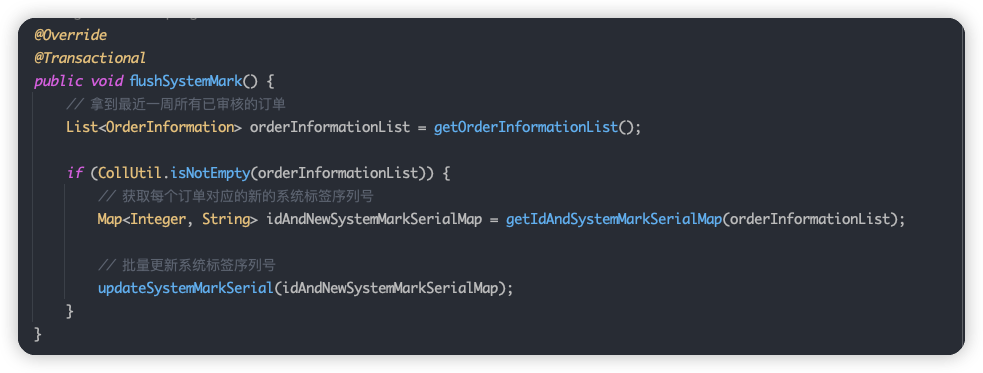 @Override
@Transactional
public void flushSystemMark() {
// 拿到最近一周所有已审核的订单
List<OrderInformation> orderInformationList = getOrderInformationList();
if (CollUtil.isNotEmpty(orderInformationList)) {
// 获取每个订单对应的新的系统标签序列号
Map<Integer, String> idAndNewSystemMarkSerialMap = getIdAndSystemMarkSerialMap(orderInformationList);
// 批量更新系统标签序列号
updateSystemMarkSerial(idAndNewSystemMarkSerialMap);
}
}